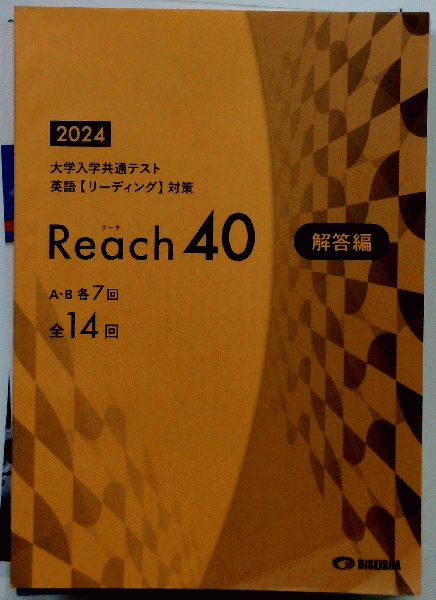 2024
大学入学共通テスト
英語【リーディング】対策
リーチ
Reach 40
解答編
A・B 各7回
全14回
BISEISHA